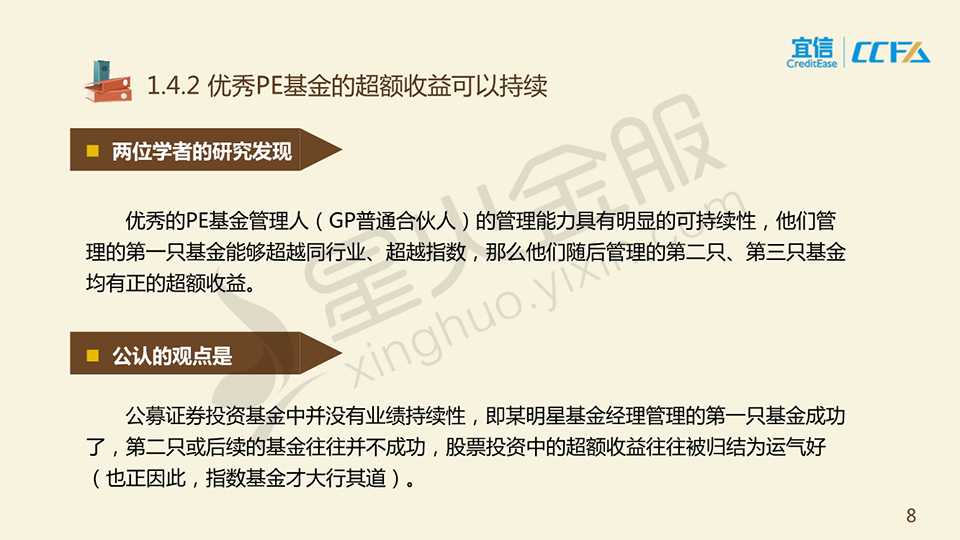 宜信
CreditEase
CCFA
1.4.2 优秀PE基金的超额收益可以持续
两位学者的研究发现
优秀的PE基金管理人（GP普通合伙人）的管理能力具有明显的可持续性，他们管
理的第一只基金能够超越同行业、超越指数，那么他们随后管理的第二只、第三只基金
均有正的超额收益。
公认的观点是
公募证券投资基金中并没有业绩持续性，即某明星基金经理管理的第一只基金成功
了，第二只或后续的基金往往并不成功，股票投资中的超额收益往往被归结为运气好
（也正因此，指数基金才大行其道）。
星火金服
xinghuo.yixin.com
8